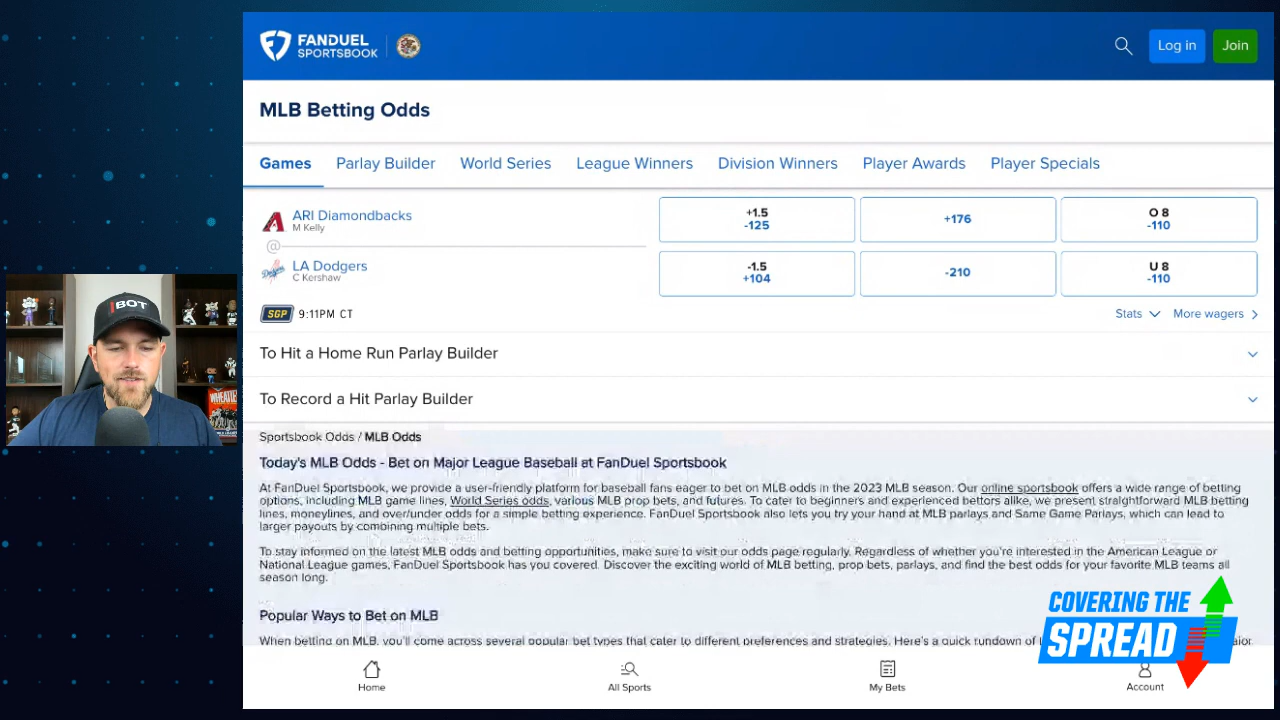 FANDUEL
SPORTSBOOK
Log in
Join
MLB Betting Odds
Games
Parlay Builder
World Series
League Winners
Division Winners
Player Awards
Player Specials
ARI Diamondbacks
M Kelly
+1.5
-125
+176
O 8
-110
@
LA Dodgers
C Kershaw
-1.5
+104
-210
U 8
-110
SGP 9:11PM CT
Stats
More wagers
To Hit a Home Run Parlay Builder
To Record a Hit Parlay Builder
Sportsbook Odds / MLB Odds
Today's MLB Odds - Bet on Major League Baseball at FanDuel Sportsbook
At FanDuel Sportsbook, we provide a user-friendly platform for baseball fans eager to bet on MLB odds in the 2023 MLB season. Our online sportsbook offers a wide range of betting
options, including MLB game lines, World Series odds, various MLB prop bets, and futures. To cater to beginners and experienced bettors alike, we present straightforward MLB betting
lines, moneylines, and over/under odds for a simple betting experience. FanDuel Sportsbook also lets you try your hand at MLB parlays and Same Game Parlays, which can lead to
larger payouts by combining multiple bets.
To stay informed on the latest MLB odds and betting opportunities, make sure to visit our odds page regularly. Regardless of whether you're interested in the American League or
National League games, FanDuel Sportsbook has you covered. Discover the exciting world of MLB betting, prop bets, parlays, and find the best odds for your favorite MLB teams all
season long.
Popular Ways to Bet on MLB
When betting on MLB, you'll come across several popular bet types that cater to different preferences and strategies. Here's a quick rundown of
COVERING THE
SPREAD
Home
All Sports
My Bets
Account
BOT
WHEATIES